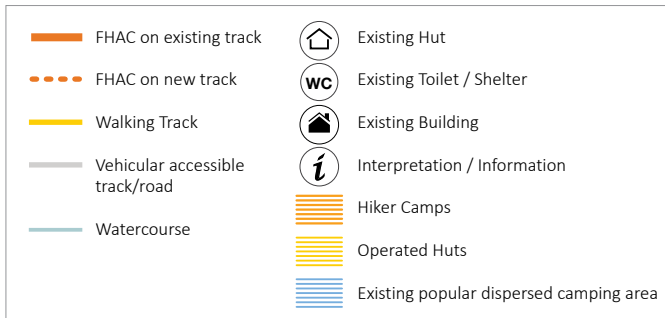 FHAC on existing track
FHAC on new track
Walking Track
Vehicular accessible
track/road
Watercourse
Existing Hut
WC
Existing Toilet / Shelter
Existing Building
i
Interpretation / Information
Hiker Camps
Operated Huts
Existing popular dispersed camping area